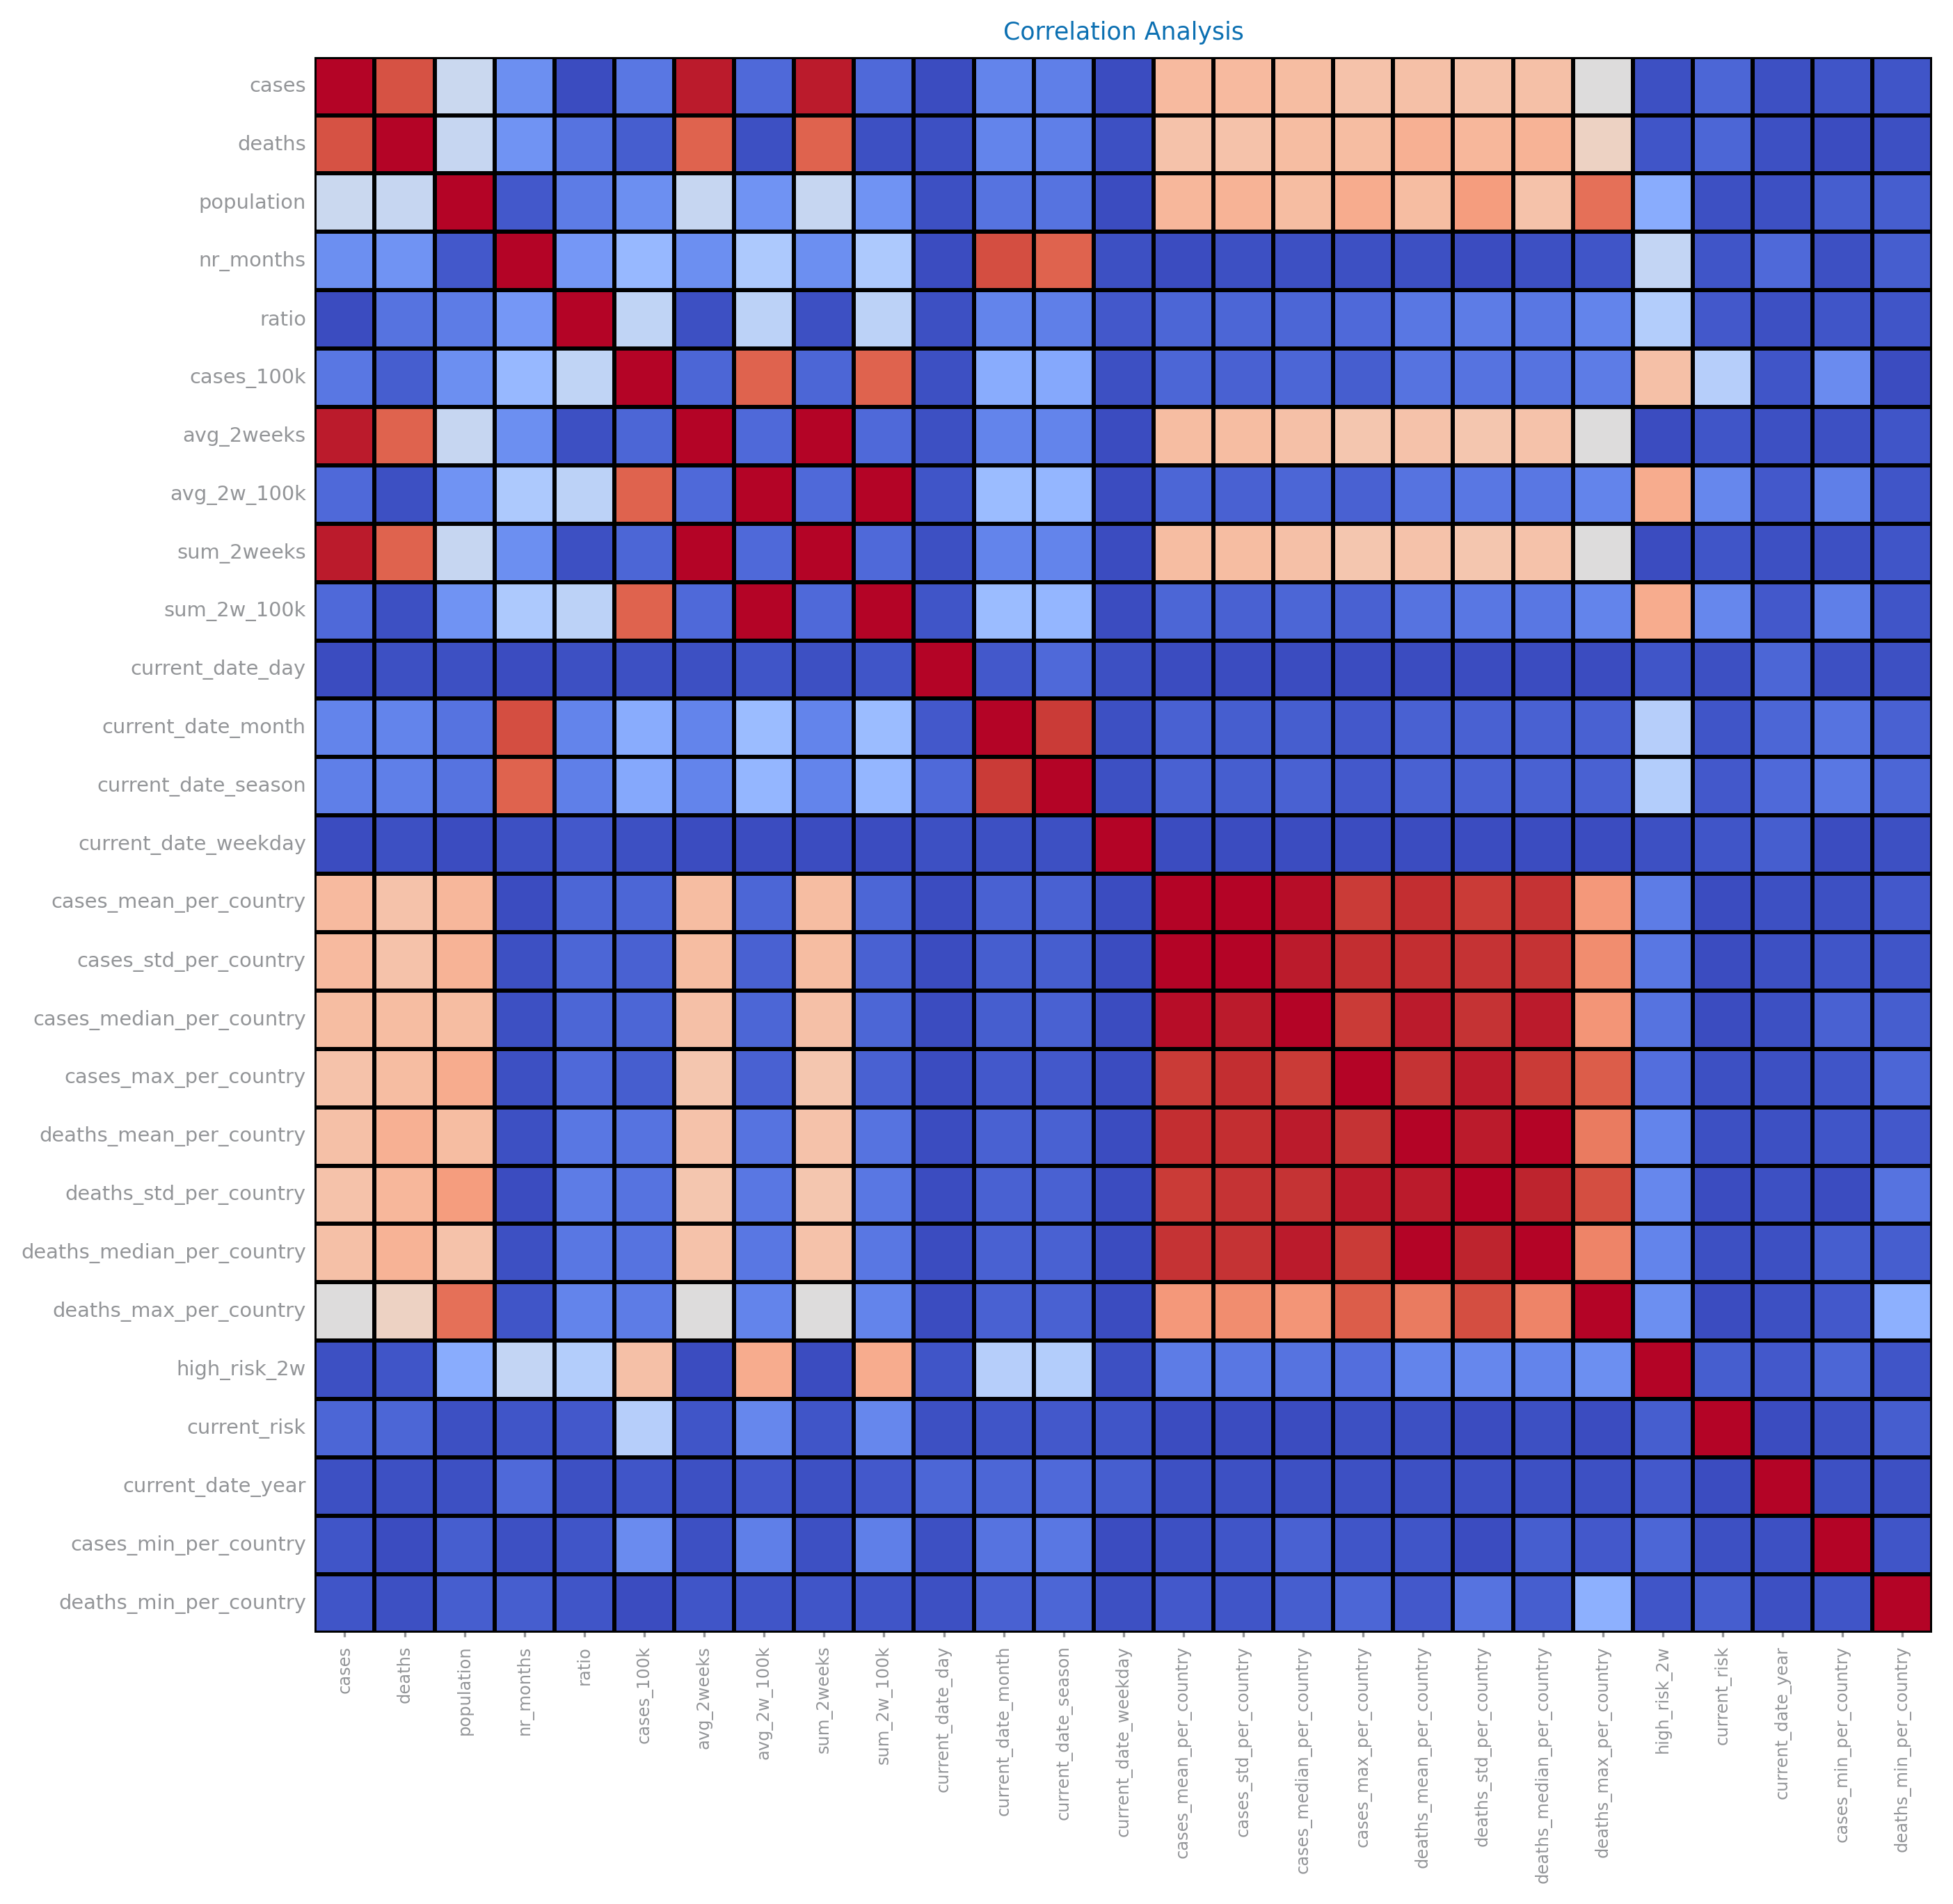 Correlation Analysis
cases
deaths
population
nr_months
ratio
cases_100k
avg_2weeks
avg_2w_100k
sum_2weeks
sum_2w_100k
current_date_day
current_date_month
current_date_season
current_date_weekday
cases_mean_per_country
cases_std_per_country
cases_median_per_country
cases_max_per_country
deaths_mean_per_country
deaths_std_per_country
deaths_median_per_country
deaths_max_per_country
high_risk_2w
current_risk
current_date_year
cases_min_per_country
deaths_min_per_country
cases
deaths
population
nr_months
ratio
cases_100k
avg_2weeks
avg_2w_100k
sum_2weeks
sum_2w_100k
current_date_day
current_date_month
current_date_season
current_date_weekday
cases_mean_per_country
cases_std_per_country
cases_median_per_country
cases_max_per_country
deaths_mean_per_country
deaths_std_per_country
deaths_median_per_country
deaths_max_per_country
high_risk_2w
current_risk
current_date_year
cases_min_per_country
deaths_min_per_country